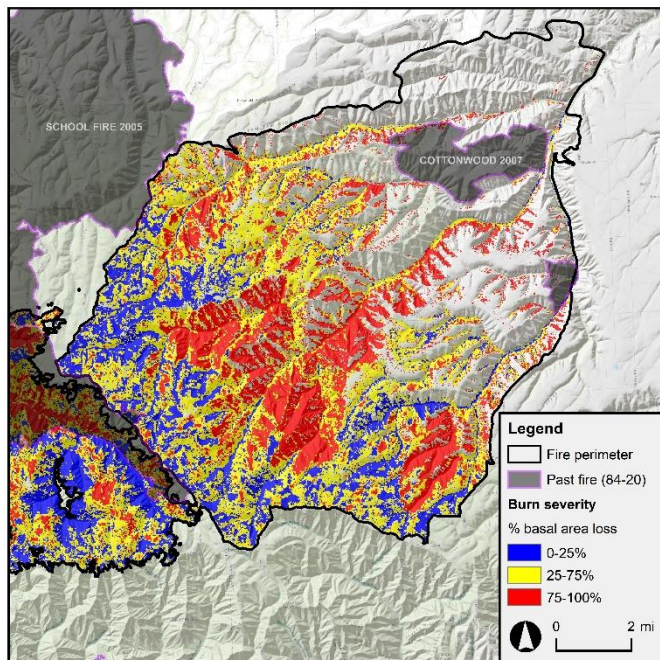 SCHOOL FIRE 2005
COTTONWOOD 2007
Legend
Fire perimeter
Past fire (84-20)
Burn severity
% basal area loss
0-25%
25-75%
75-100%
0 2 mi